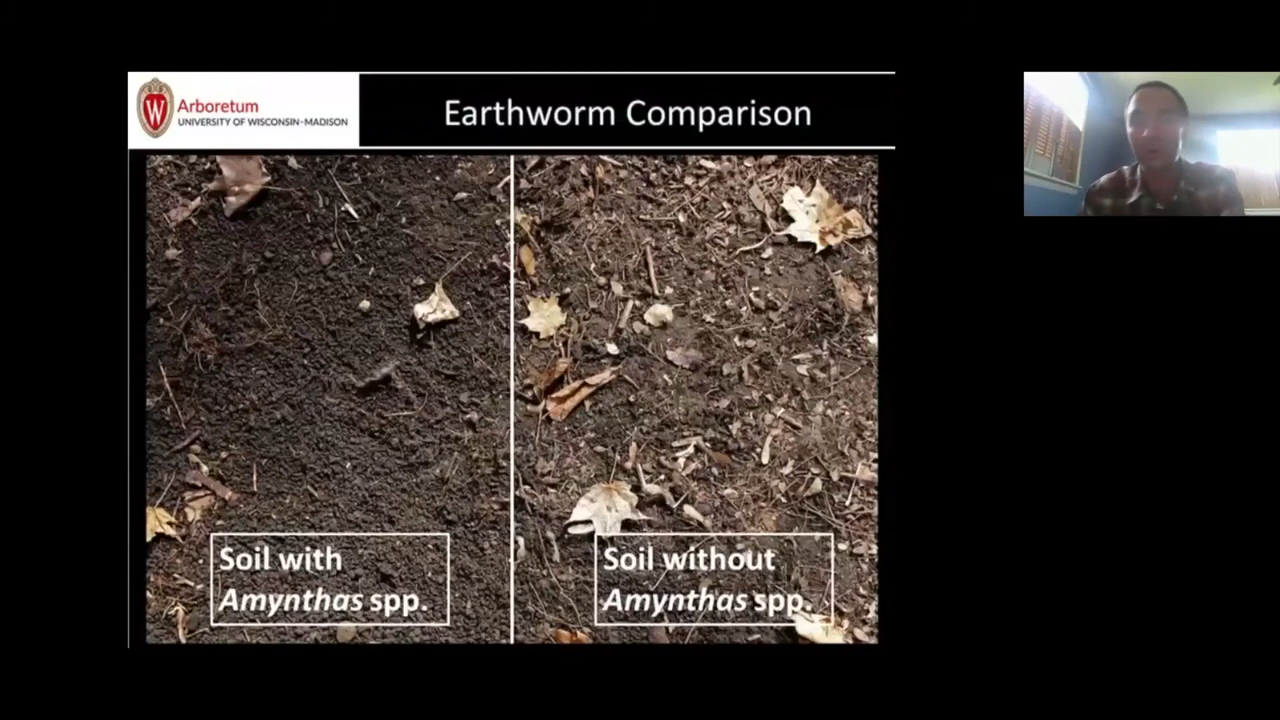 W
Arboretum
UNIVERSITY OF WISCONSIN–MADISON
Earthworm Comparison
Soil with
Amynthas spp.
Soil without
Amynthas spp.